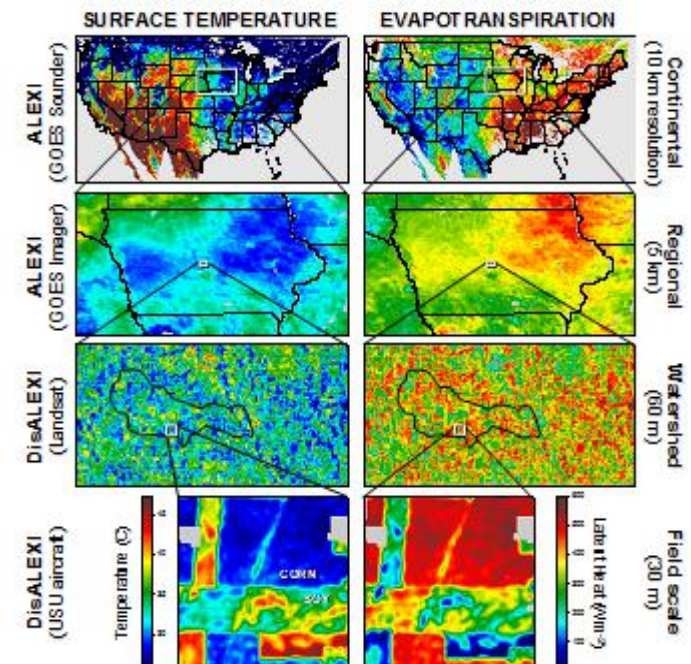 SURFACE TEMPERATURE
EVAPOTRANSPIRATION
ALEXI
(GOES Sounder)
Continental
(10 km resolution)
ALEXI
(GOES Imager)
Regional
(5 km)
DisALEXI
(Landsat)
Watershed
(60 m)
DisALEXI
(USU aircraft)
Temperature (C)
CORN
SOY
Latent Heat (Wm-2)
Field scale
(30 m)